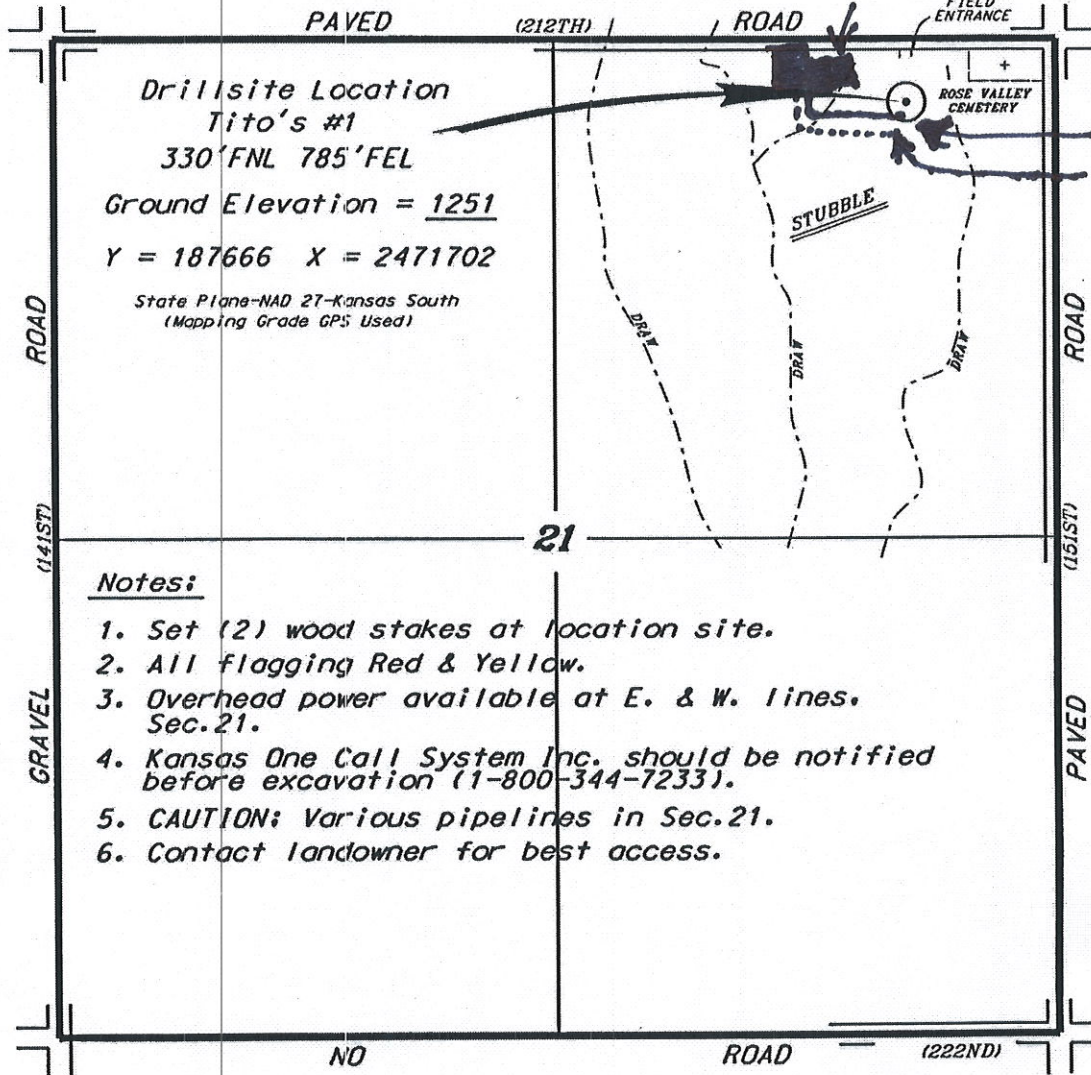 PAVED (212TH) ROAD
FIELD
ENTRANCE
Drillsite Location
Tito's #1
330'FNL 785'FEL
Ground Elevation = 1251
Y = 187666 X = 2471702
State Plane-NAD 27-Kansas South
(Mapping Grade GPS Used)
+
ROSE VALLEY
CEMETERY
STUBBLE
DRAW
DRAW
DRAW
ROAD
(141ST)
GRAVEL
ROAD
(151ST)
PAVED
21
Notes:
1. Set (2) wood stakes at location site.
2. All flagging Red & Yellow.
3. Overhead power available at E. & W. lines.
Sec.21.
4. Kansas One Call System Inc. should be notified
before excavation (1-800-344-7233).
5. CAUTION: Various pipelines in Sec.21.
6. Contact landowner for best access.
NO ROAD (222ND)